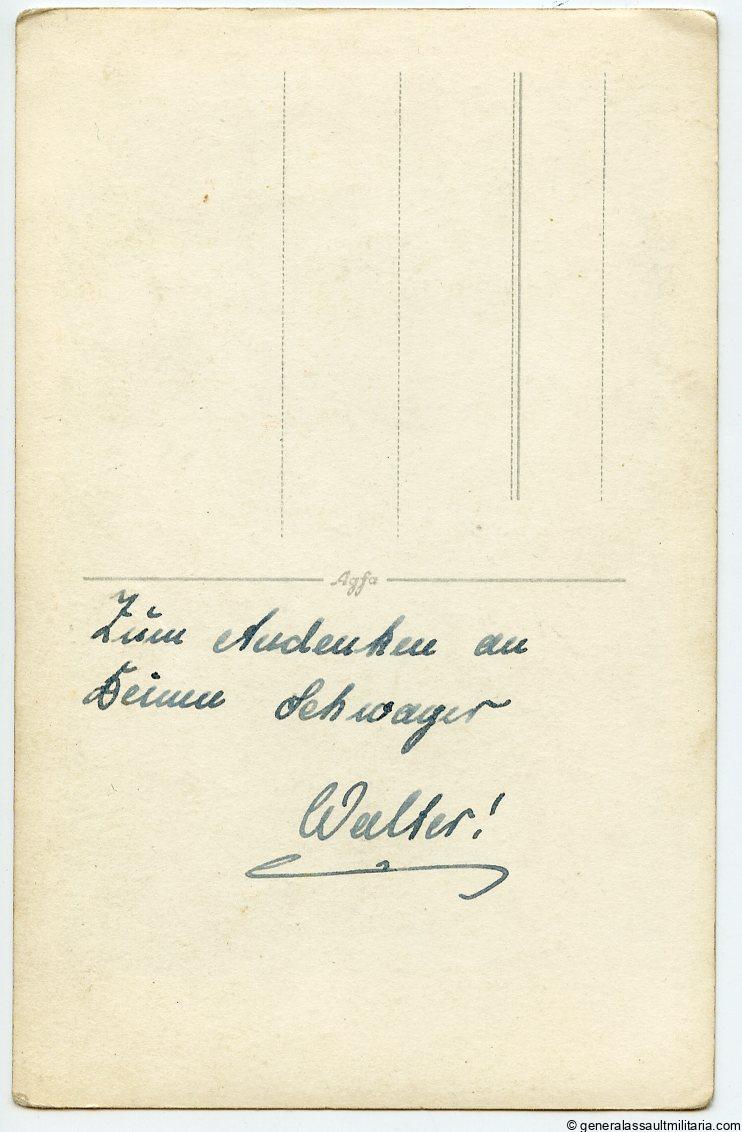 Agfa
Zum Andenken an
Deinen Schwager
Walter!
© generalassaultmilitaria.com